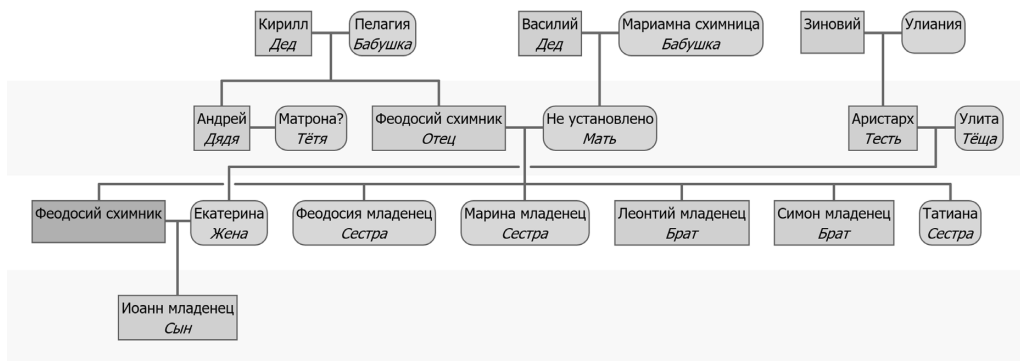 Кирилл
Дед
Пелагия
Бабушка
Василий
Дед
Мариамна схимница
Бабушка
Зиновий
Улиания
Андрей
Дядя
Матрона?
Тётя
Феодосий схимник
Отец
Не установлено
Мать
Аристарх
Тесть
Улита
Тёща
Феодосий схимник
Екатерина
Жена
Феодосия младенец
Сестра
Марина младенец
Сестра
Леонтий младенец
Брат
Симон младенец
Брат
Татиана
Сестра
Иоанн младенец
Сын